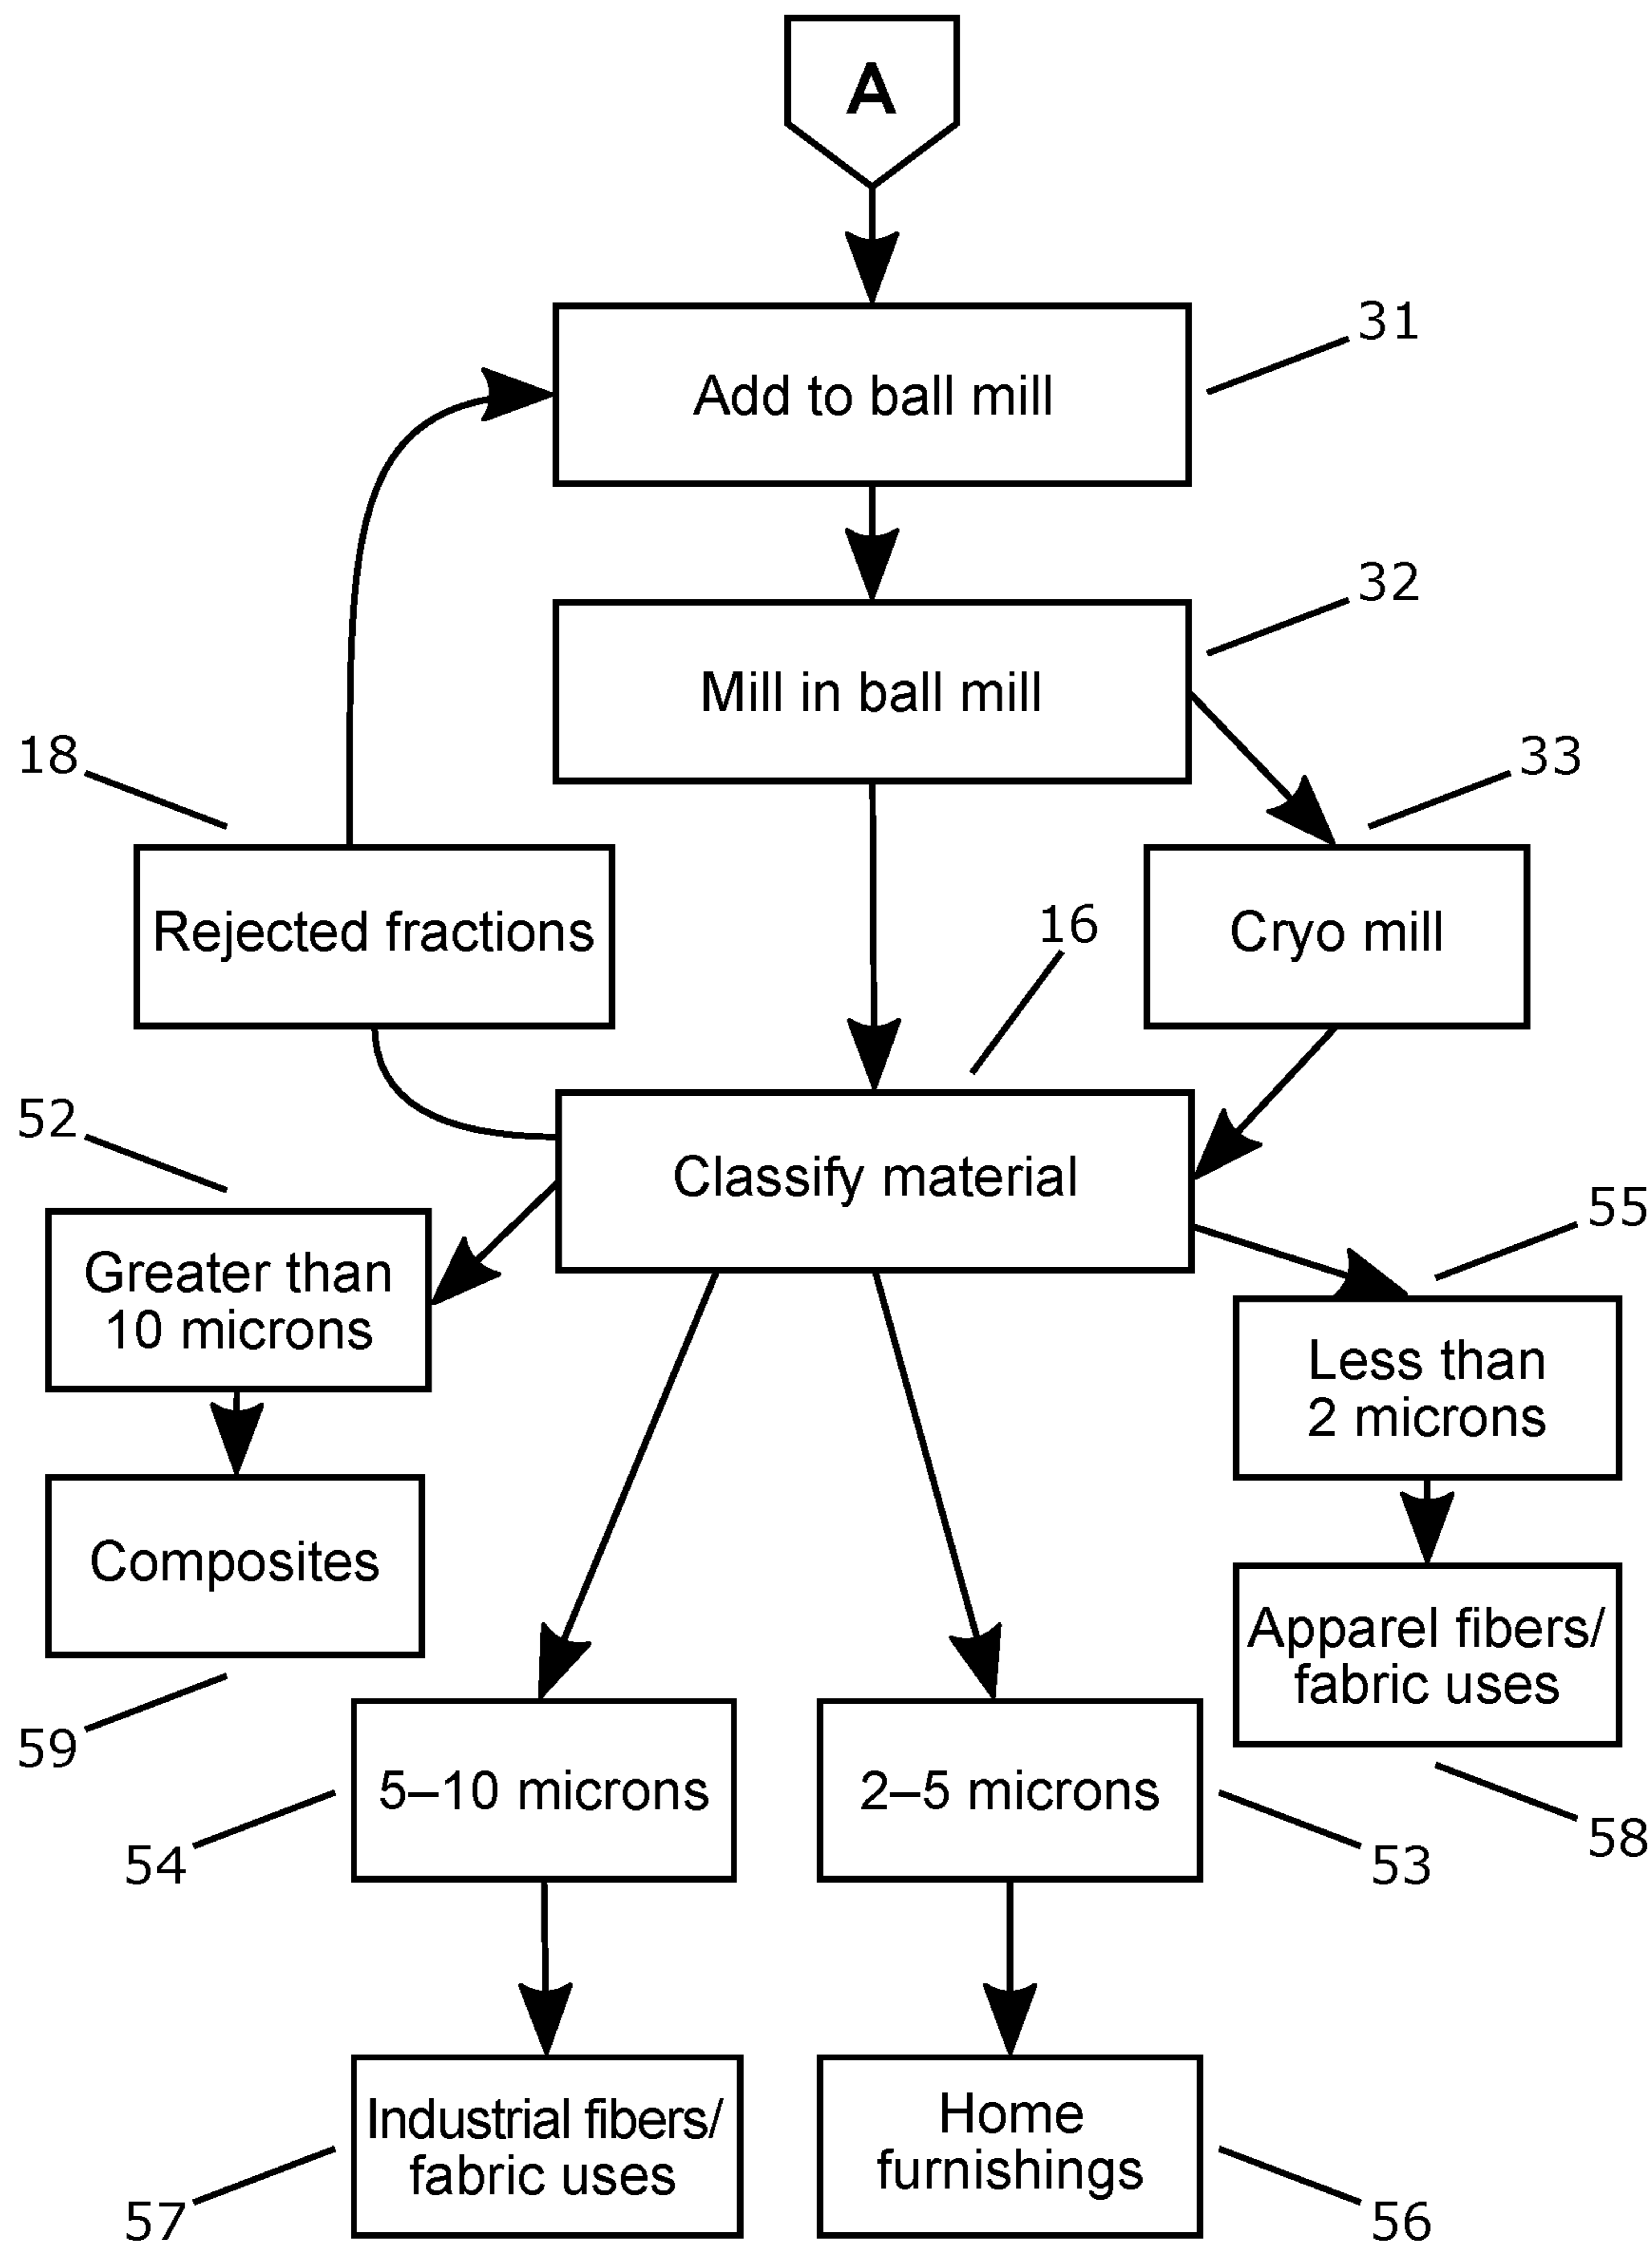 A
31
Add to ball mill
32
Mill in ball mill
18
33
Rejected fractions
16
Cryo mill
52
Classify material
55
Greater than
10 microns
Less than
2 microns
Composites
Apparel fibers/
fabric uses
59
5–10 microns
2–5 microns
54
53
58
Industrial fibers/
fabric uses
Home
furnishings
57
56